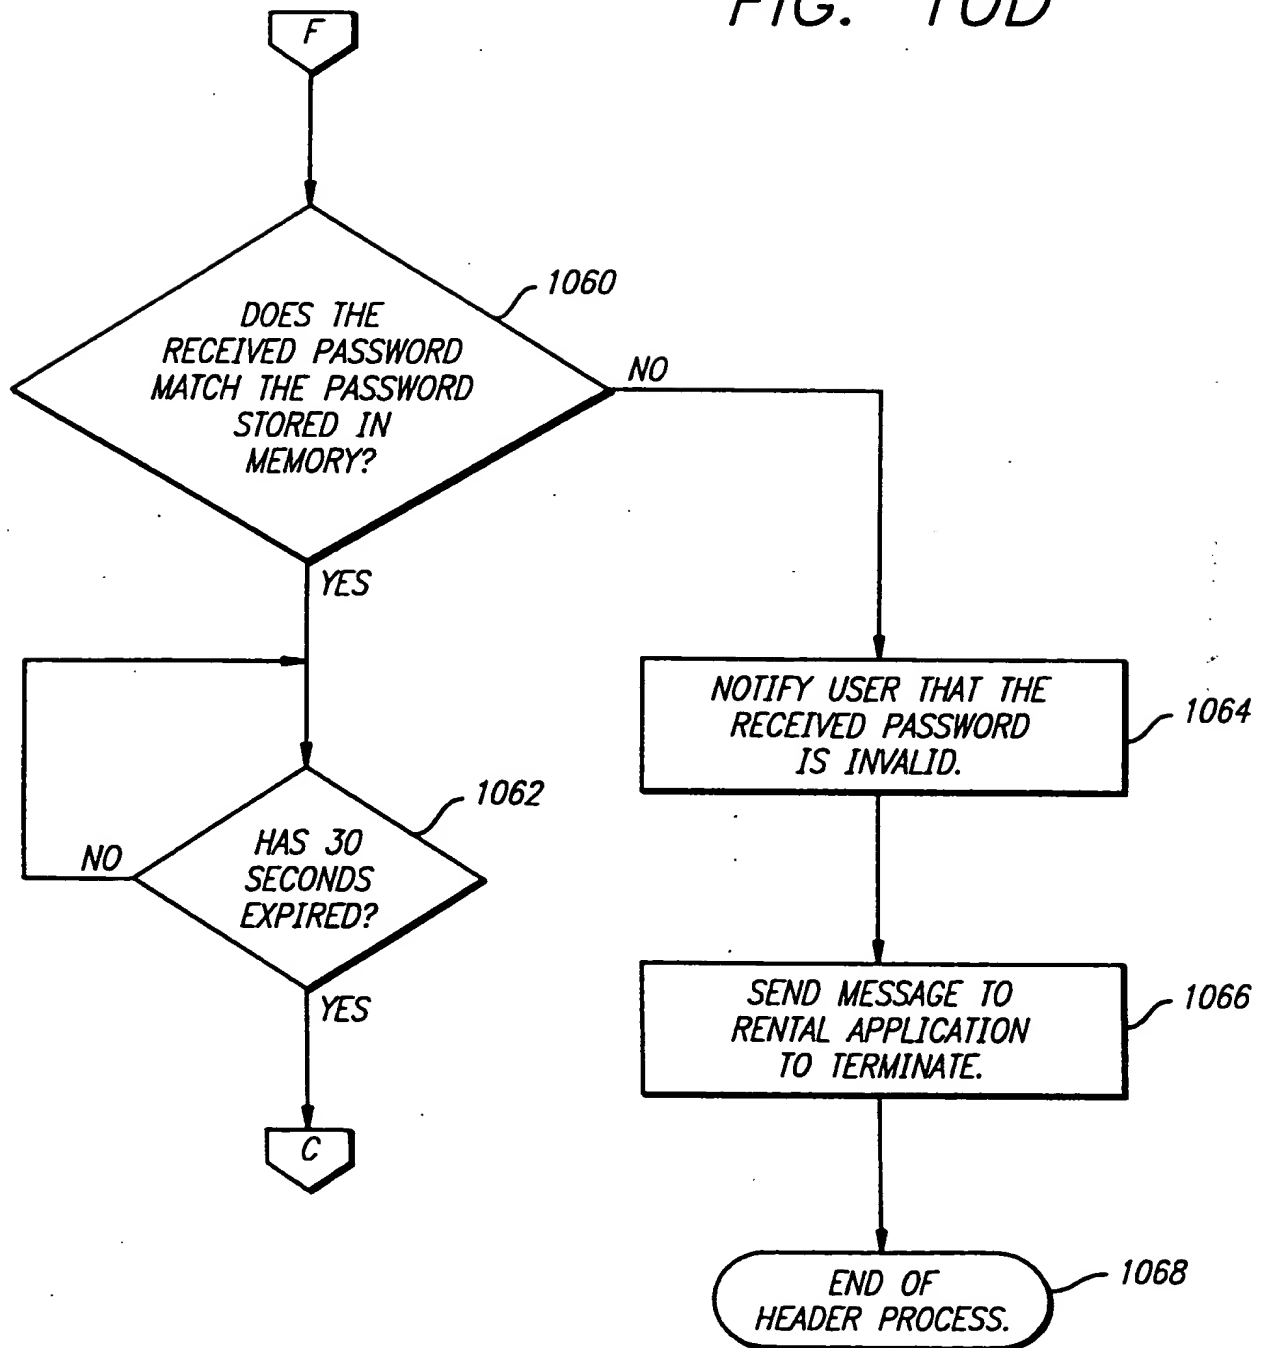 FIG. 10D
F
1060
DOES THE
RECEIVED PASSWORD
MATCH THE PASSWORD
STORED IN
MEMORY?
NO
YES
NOTIFY USER THAT THE
RECEIVED PASSWORD
IS INVALID.
1064
1062
HAS 30
SECONDS
EXPIRED?
NO
YES
SEND MESSAGE TO
RENTAL APPLICATION
TO TERMINATE.
1066
C
END OF
HEADER PROCESS.
1068